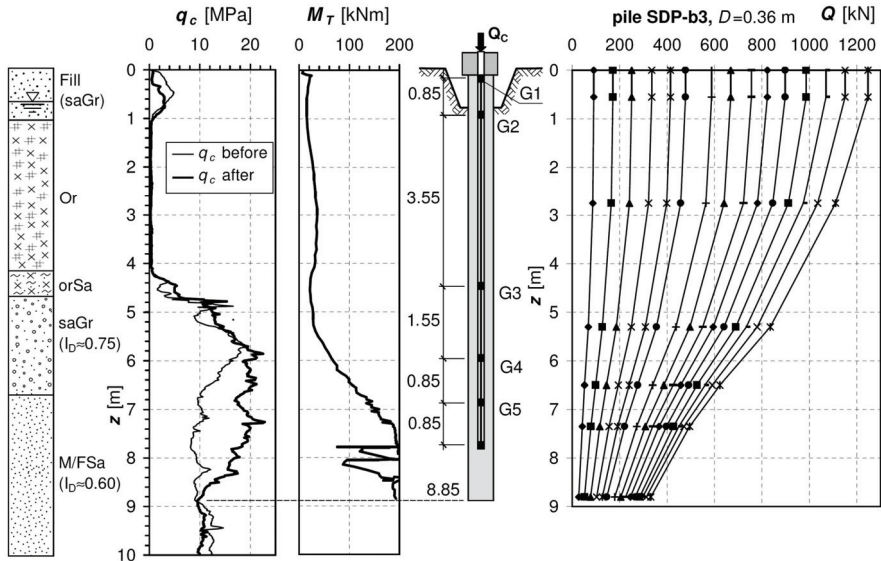 q_c [MPa]
M_T [kNm]
pile SDP-b3, D=0.36 m
Q [kN]
0 10 20
0 100 200
Q_c
0 200 400 600 800 1000 1200
Fill
(saGr)
Or
orSa
saGr
(I_D≈0.75)
M/FSa
(I_D≈0.60)
z [m]
0
1
2
3
4
5
6
7
8
9
10
q_c before
q_c after
0.85
3.55
1.55
0.85
0.85
8.85
G1
G2
G3
G4
G5
z [m]
0
1
2
3
4
5
6
7
8
9